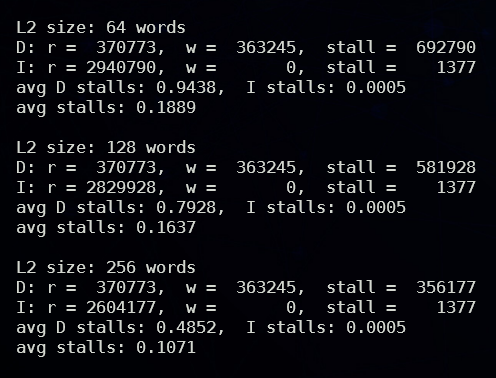 L2 size: 64 words
D: r =  370773,  w =  363245,  stall =  692790
I: r = 2940790,  w =       0,  stall =    1377
avg D stalls: 0.9438,  I stalls: 0.0005
avg stalls: 0.1889

L2 size: 128 words
D: r =  370773,  w =  363245,  stall =  581928
I: r = 2829928,  w =       0,  stall =    1377
avg D stalls: 0.7928,  I stalls: 0.0005
avg stalls: 0.1637

L2 size: 256 words
D: r =  370773,  w =  363245,  stall =  356177
I: r = 2604177,  w =       0,  stall =    1377
avg D stalls: 0.4852,  I stalls: 0.0005
avg stalls: 0.1071